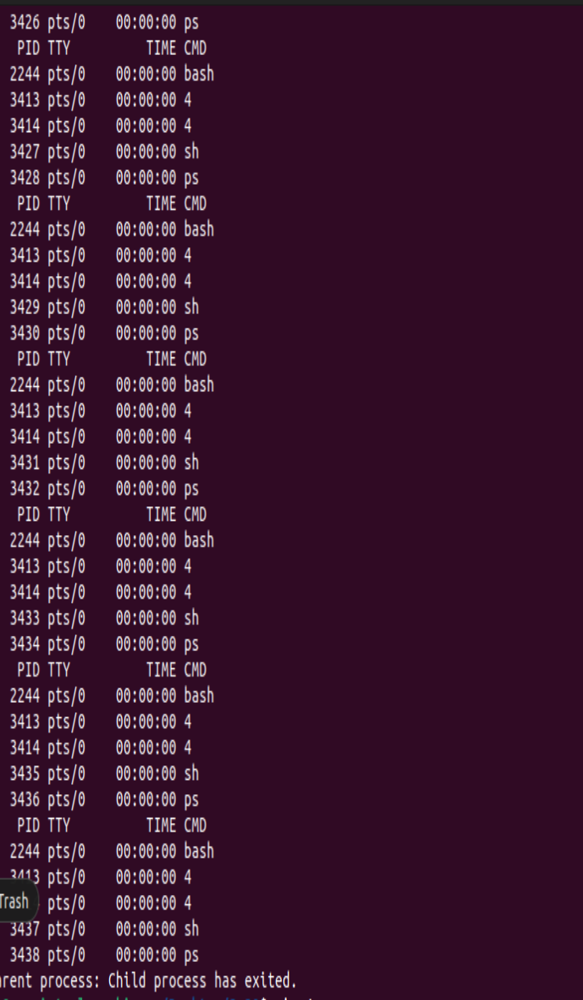 3426 pts/0    00:00:00 ps
PID TTY          TIME CMD
2244 pts/0    00:00:00 bash
3413 pts/0    00:00:00 4
3414 pts/0    00:00:00 4
3427 pts/0    00:00:00 sh
3428 pts/0    00:00:00 ps
PID TTY          TIME CMD
2244 pts/0    00:00:00 bash
3413 pts/0    00:00:00 4
3414 pts/0    00:00:00 4
3429 pts/0    00:00:00 sh
3430 pts/0    00:00:00 ps
PID TTY          TIME CMD
2244 pts/0    00:00:00 bash
3413 pts/0    00:00:00 4
3414 pts/0    00:00:00 4
3431 pts/0    00:00:00 sh
3432 pts/0    00:00:00 ps
PID TTY          TIME CMD
2244 pts/0    00:00:00 bash
3413 pts/0    00:00:00 4
3414 pts/0    00:00:00 4
3433 pts/0    00:00:00 sh
3434 pts/0    00:00:00 ps
PID TTY          TIME CMD
2244 pts/0    00:00:00 bash
3413 pts/0    00:00:00 4
3414 pts/0    00:00:00 4
3435 pts/0    00:00:00 sh
3436 pts/0    00:00:00 ps
PID TTY          TIME CMD
2244 pts/0    00:00:00 bash
3413 pts/0    00:00:00 4
Trash pts/0    00:00:00 4
3437 pts/0    00:00:00 sh
3438 pts/0    00:00:00 ps
arent process: Child process has exited.